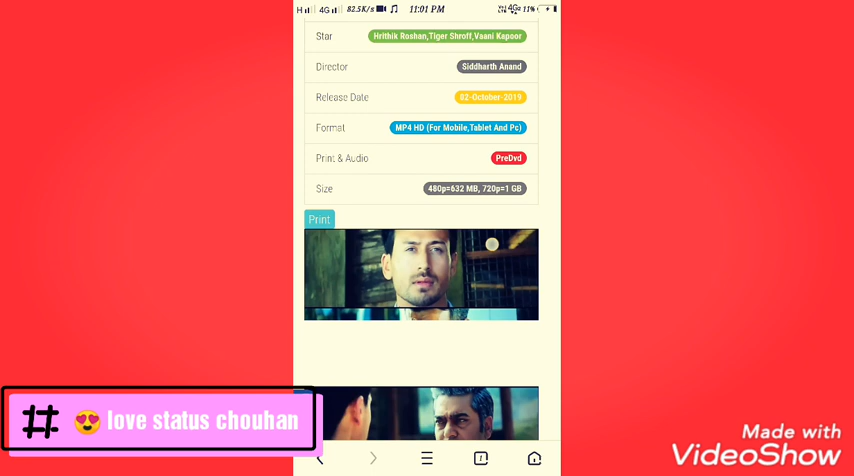 H 4G 82.5K/s 11:01 PM 4G 11%
Star Hrithik Roshan,Tiger Shroff,Vaani Kapoor
Director Siddharth Anand
Release Date 02-October-2019
Format MP4 HD (For Mobile,Tablet And Pc)
Print & Audio PreDvd
Size 480p=632 MB, 720p=1 GB
Print
# 😍 love status chouhan
Made with
VideoShow